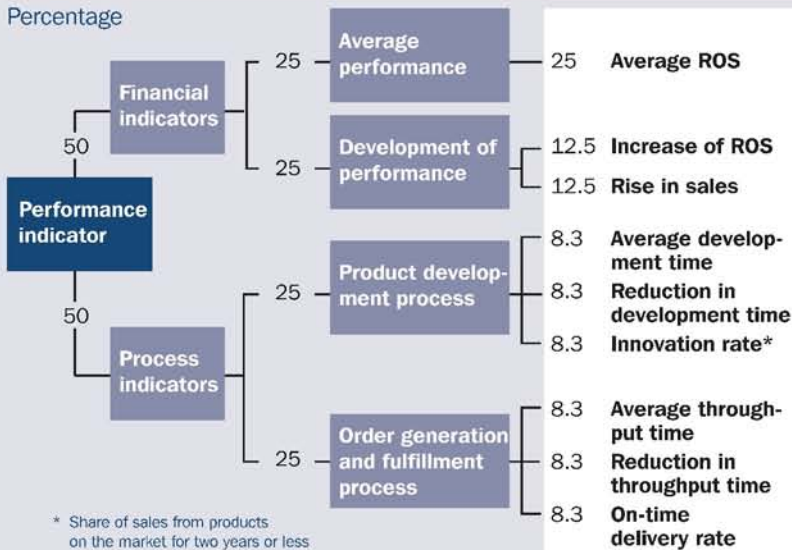 Percentage
Performance
indicator
50
50
Financial
indicators
25
25
Average
performance
25 Average ROS
Development of
performance
12.5 Increase of ROS
12.5 Rise in sales
Process
indicators
25
25
Product develop-
ment process
8.3 Average develop-
ment time
8.3 Reduction in
development time
8.3 Innovation rate*
Order generation
and fulfillment
process
8.3 Average through-
put time
8.3 Reduction in
throughput time
8.3 On-time
delivery rate
* Share of sales from products
on the market for two years or less